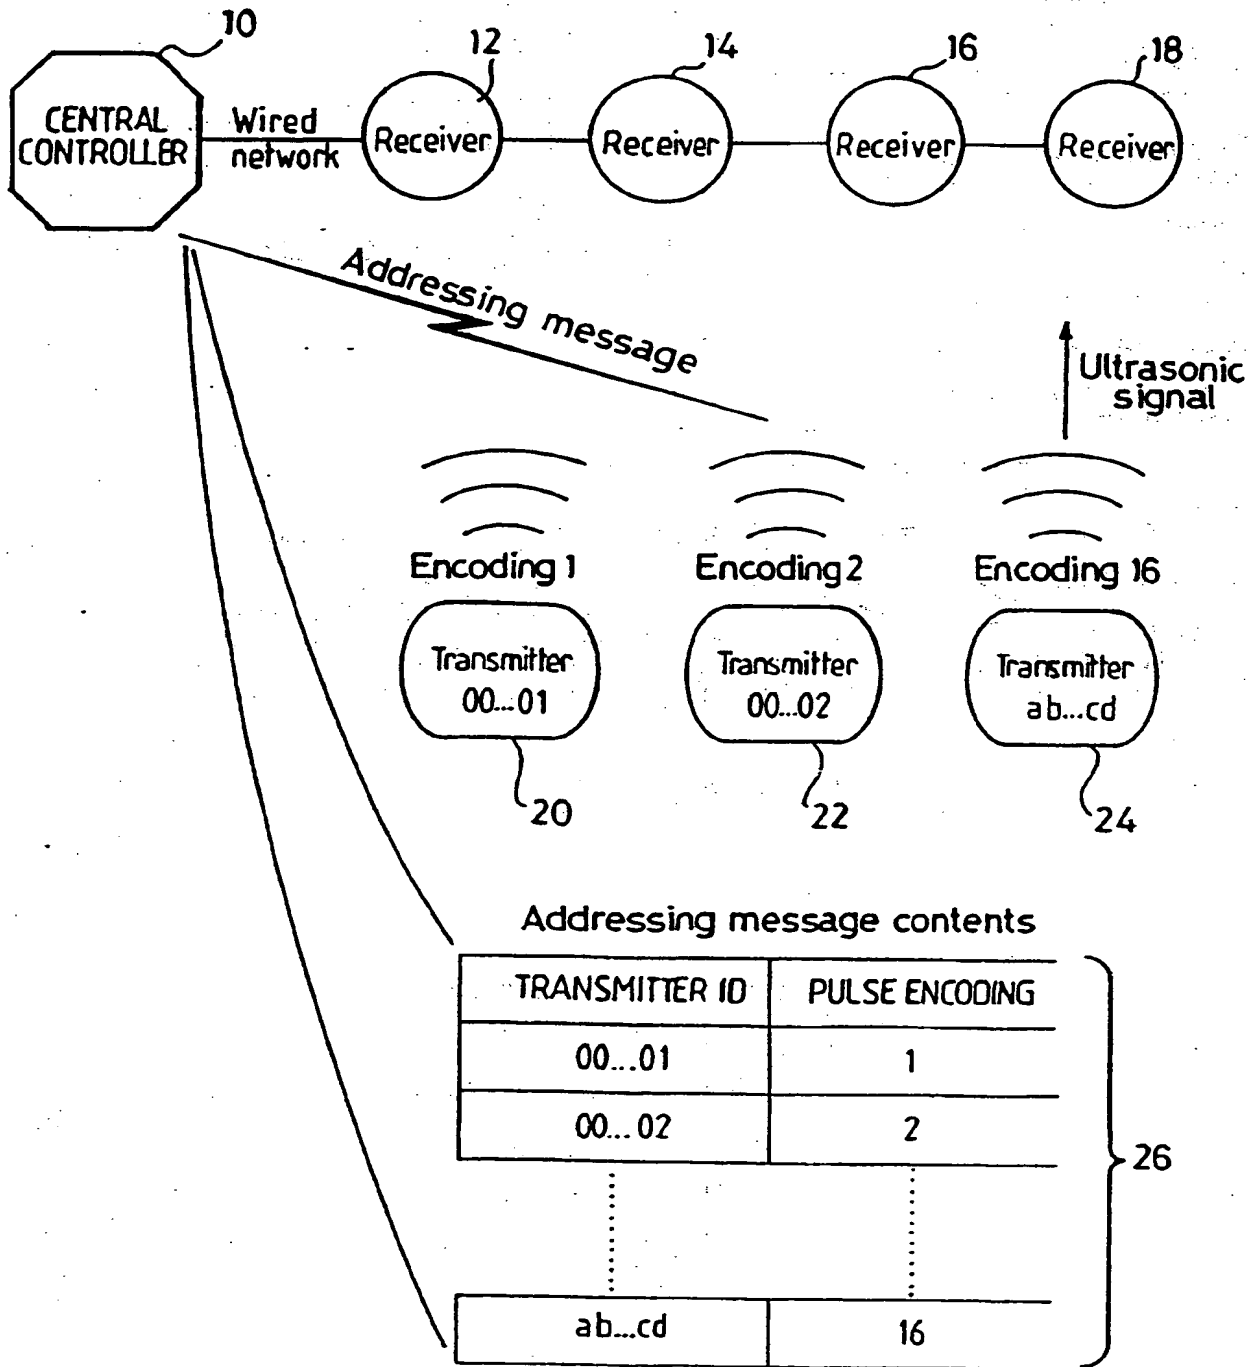 10
12
14
16
18
CENTRAL
CONTROLLER
Wired
network
Receiver
Receiver
Receiver
Receiver
Addressing message
Ultrasonic
signal
Encoding 1
Encoding 2
Encoding 16
Transmitter
00...01
Transmitter
00...02
Transmitter
ab...cd
20
22
24
Addressing message contents
TRANSMITTER ID PULSE ENCODING
00...01 1
00...02 2
26
ab...cd 16